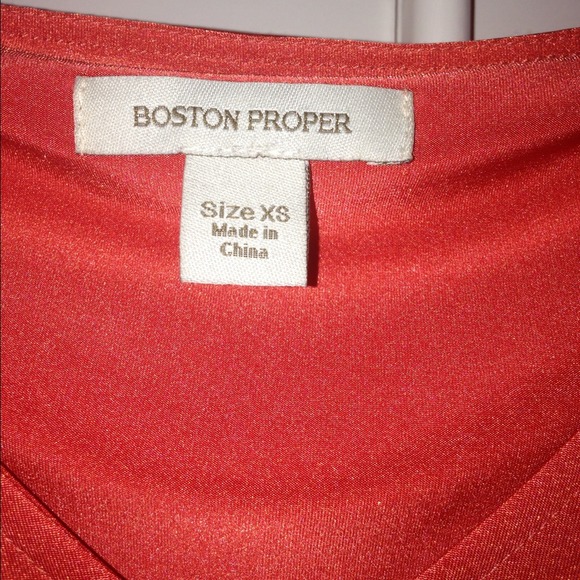 BOSTON PROPER
Size XS
Made in
China